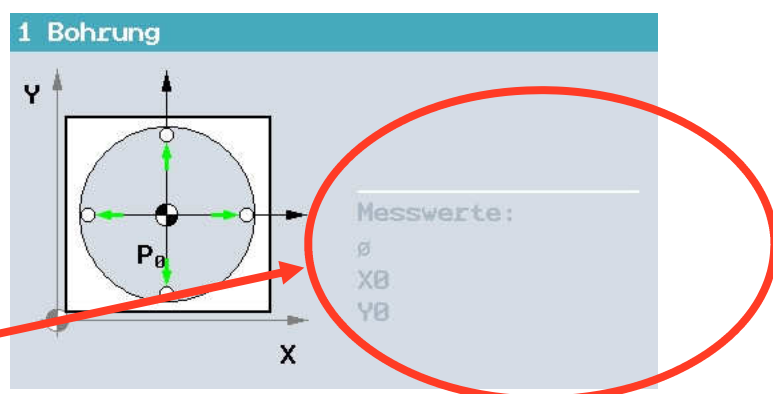 1 Bohrung
Y
P₀
X
Messwerte:
ø
X0
Y0